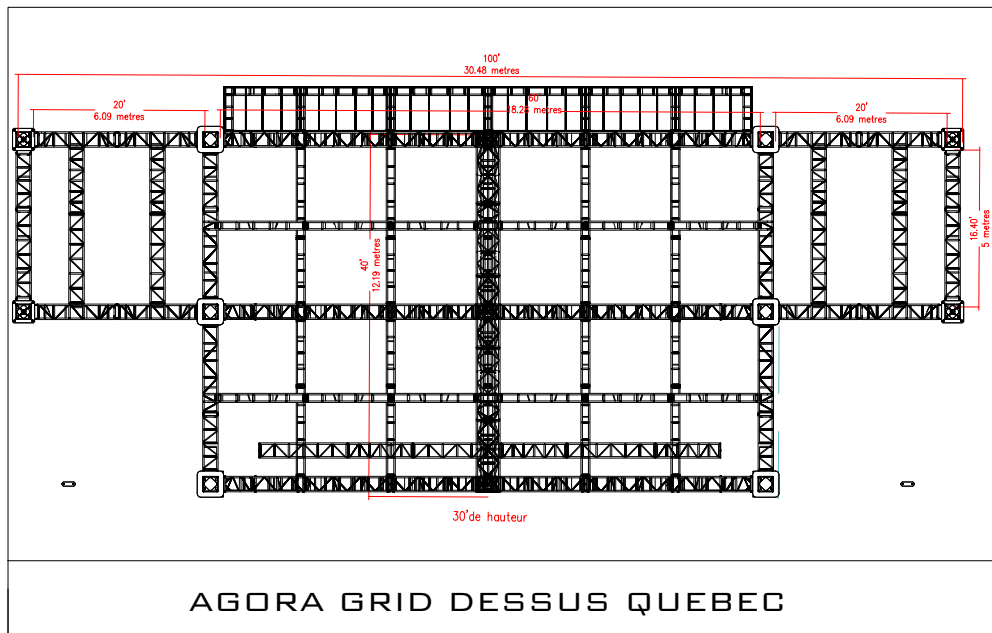 100'
30.48 metres
20'
6.09 metres
60'
18.28 metres
20'
6.09 metres
40'
12.19 metres
16.40'
5 metres
30'de hauteur
AGORA GRID DESSUS QUEBEC